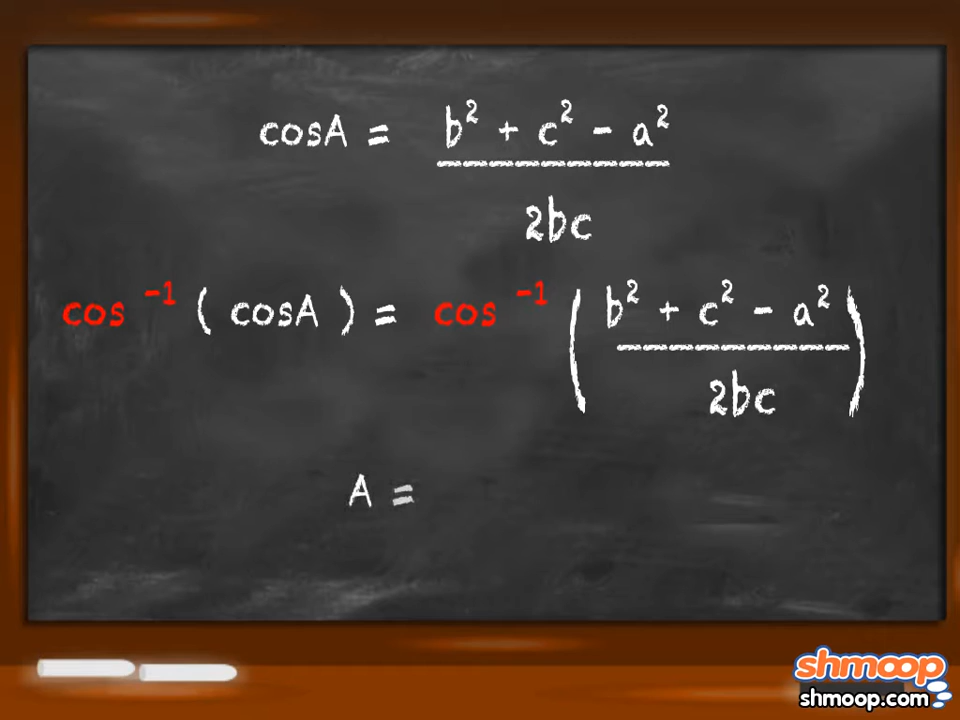 cosA = b² + c² - a²
---------
2bc
cos⁻¹ ( cosA ) = cos⁻¹ ( b² + c² - a² )
---------
2bc
A =
shmoop
shmoop.com